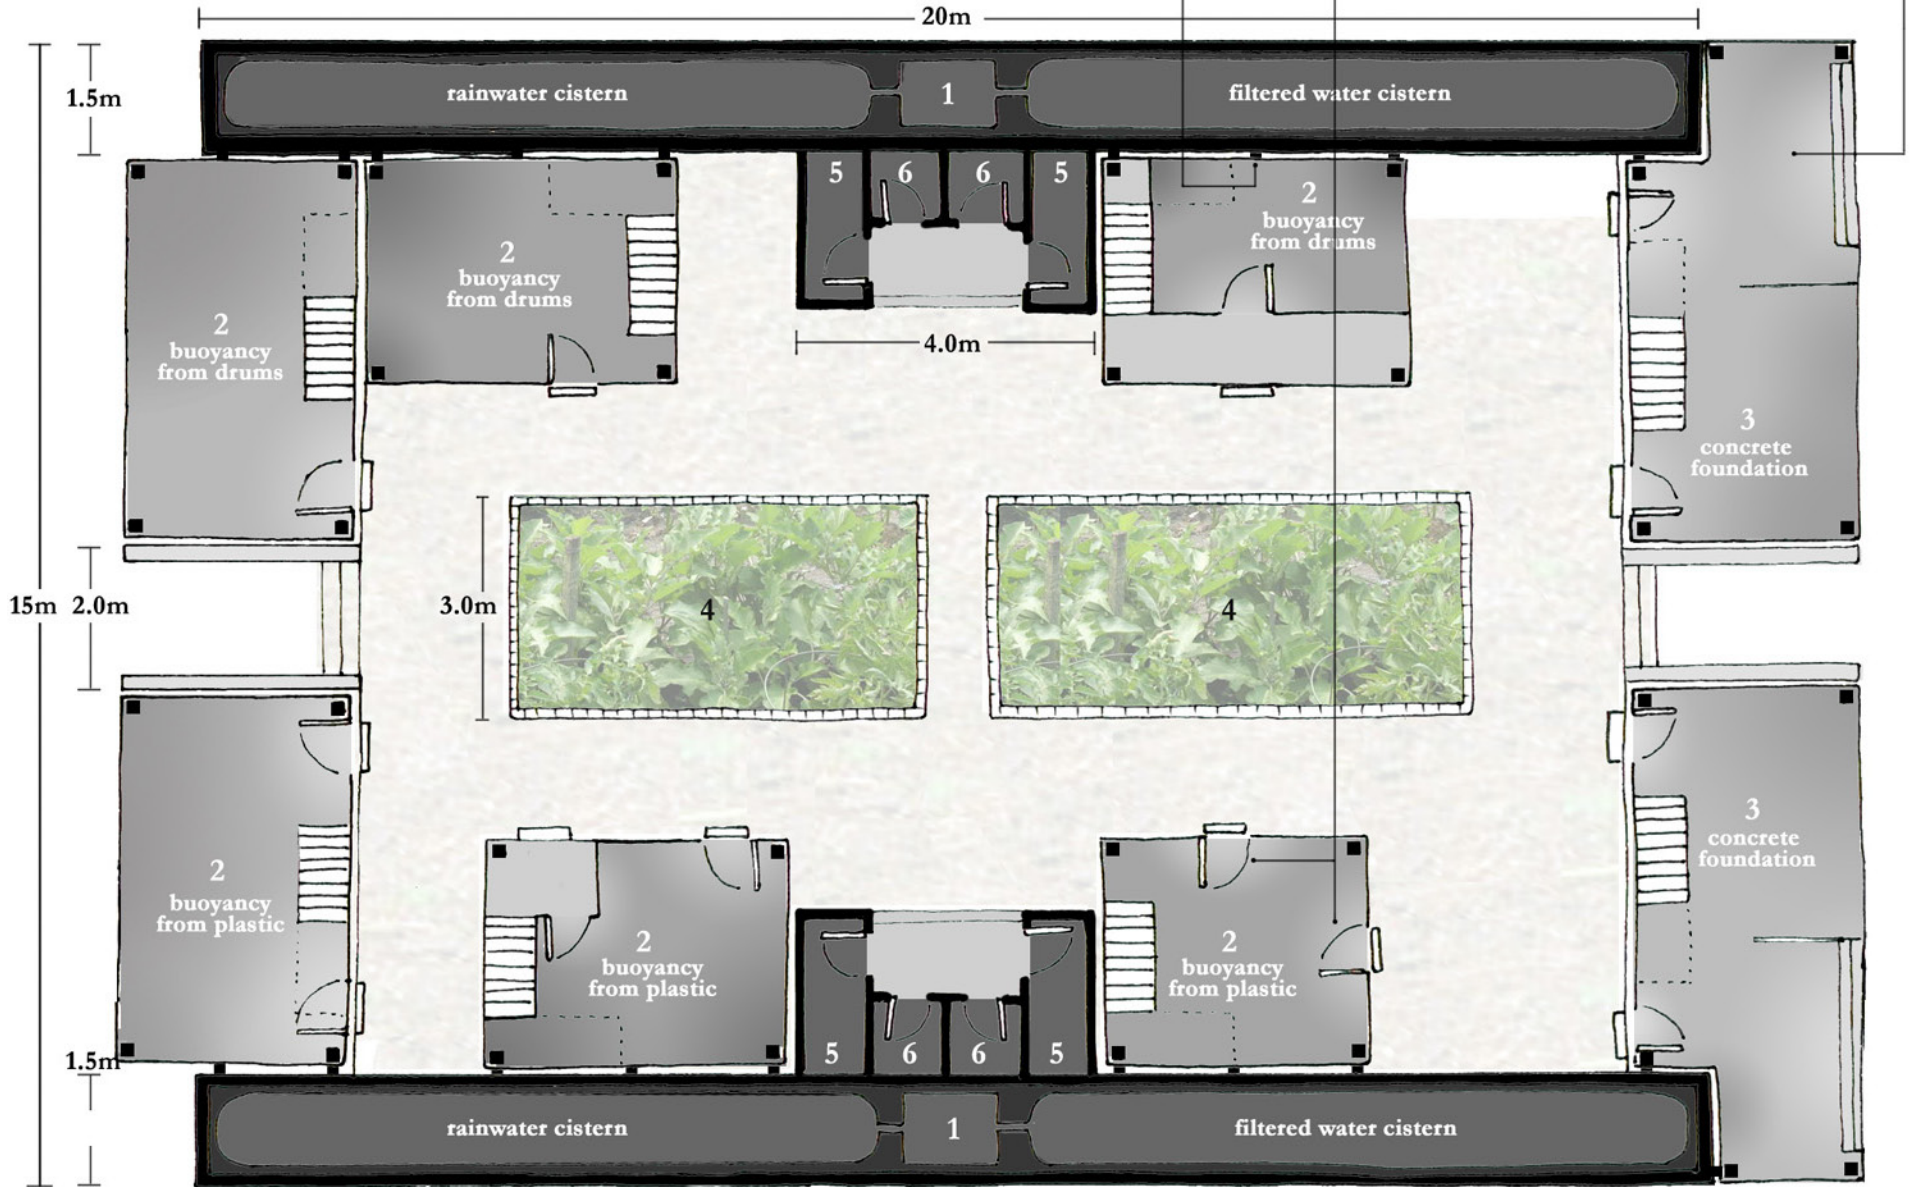 20m
1.5m
rainwater cistern
1
filtered water cistern
5
6
6
5
2
buoyancy
from drums
2
buoyancy
from drums
2
buoyancy
from drums
4.0m
3
concrete
foundation
15m
2.0m
3.0m
4
4
2
buoyancy
from plastic
2
buoyancy
from plastic
2
buoyancy
from plastic
3
concrete
foundation
5
6
6
5
1.5m
rainwater cistern
1
filtered water cistern